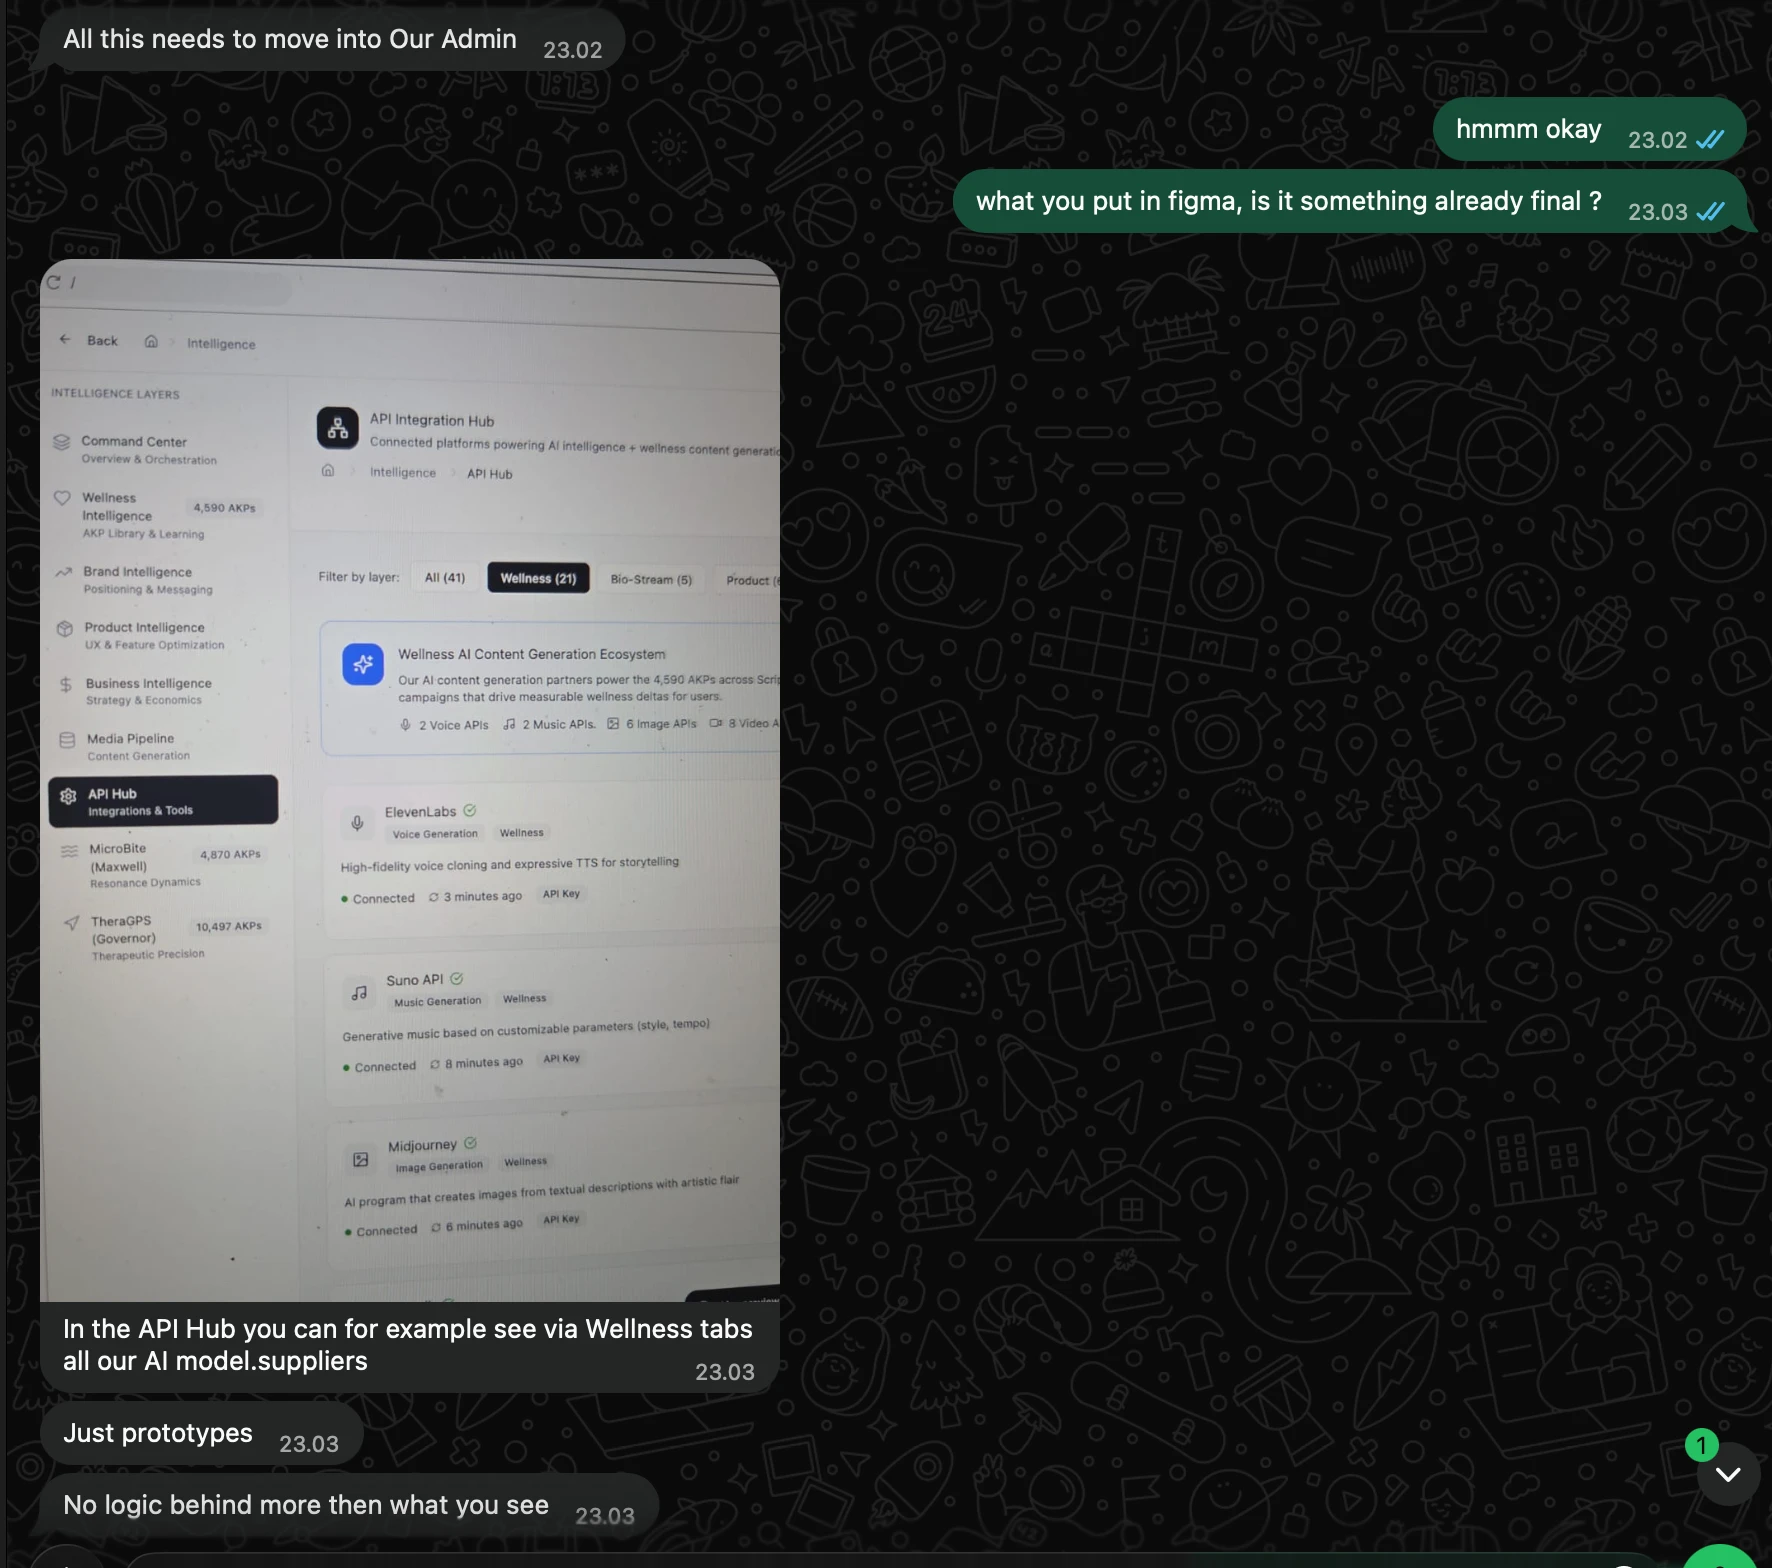 All this needs to move into Our Admin 23.02
hmmm okay 23.02
what you put in figma, is it something already final ? 23.03
Back
Intelligence
INTELLIGENCE LAYERS
Command Center
Overview & Orchestration
Wellness
Intelligence
4,590 AKPs
AKP Library & Learning
Brand Intelligence
Positioning & Messaging
Product Intelligence
UX & Feature Optimization
Business Intelligence
Strategy & Economics
Media Pipeline
Content Generation
API Hub
Integrations & Tools
MicroBite
(Maxwell)
4,870 AKPs
Resonance Dynamics
TheraGPS
(Governor)
10,497 AKPs
Therapeutic Precision
API Integration Hub
Connected platforms powering AI intelligence + wellness content generatio
Intelligence API Hub
Filter by layer: All (41) Wellness (21) Bio-Stream (5) Product (
Wellness AI Content Generation Ecosystem
Our AI content generation partners power the 4,590 AKPs across Scrip
campaigns that drive measurable wellness deltas for users.
2 Voice APIs 2 Music APIs. 6 Image APIs 8 Video A
ElevenLabs
Voice Generation Wellness
High-fidelity voice cloning and expressive TTS for storytelling
Connected 3 minutes ago API Key
Suno API
Music Generation Wellness
Generative music based on customizable parameters (style, tempo)
Connected 8 minutes ago API Key
Midjourney
Image Generation Wellness
AI program that creates images from textual descriptions with artistic flair
Connected 6 minutes ago API Key
In the API Hub you can for example see via Wellness tabs
all our AI model.suppliers
23.03
Just prototypes 23.03
No logic behind more then what you see 23.03
1